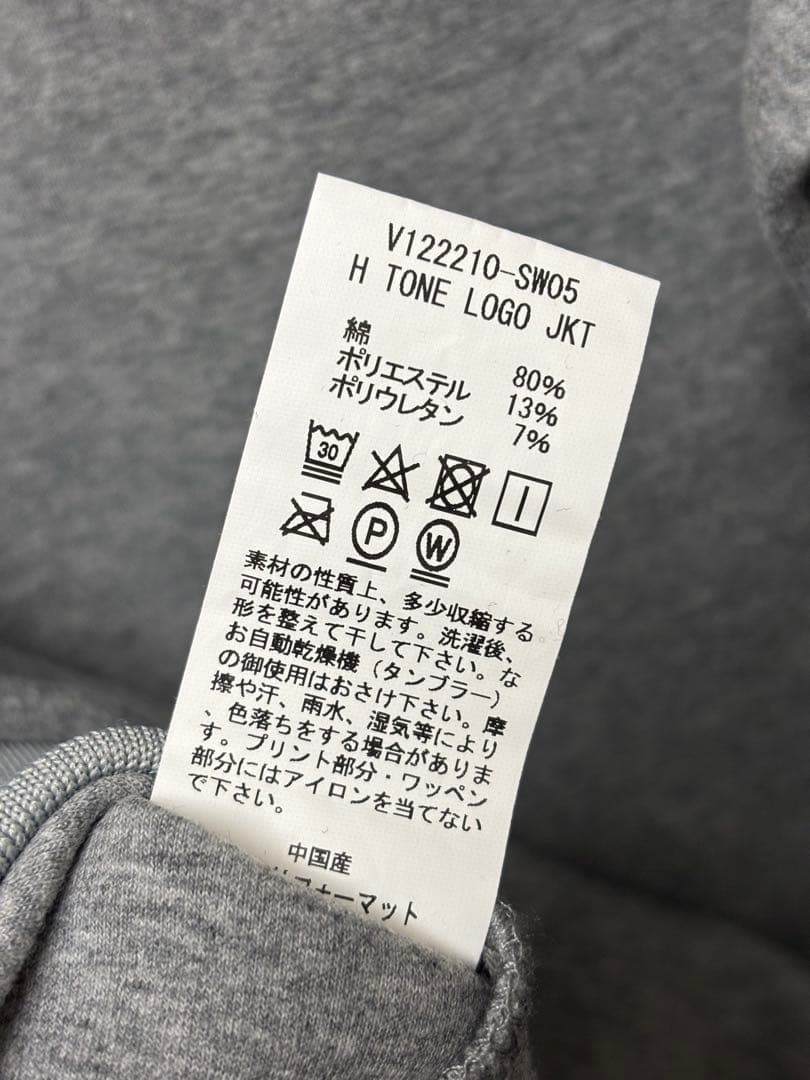 V122210-SW05
H TONE LOGO JKT
綿 80%
ポリエステル 13%
ポリウレタン 7%
30
P W
素材の性質上、多少収縮する
可能性があります。洗濯後、
形を整えて干して下さい。な
お自動乾燥機（タンブラー）
の御使用はおさけ下さい。摩
擦や汗、雨水、湿気等により
、色落ちをする場合がありま
す。プリント部分・ワッペン
部分にはアイロンを当てない
で下さい。
中国産
ォーマット